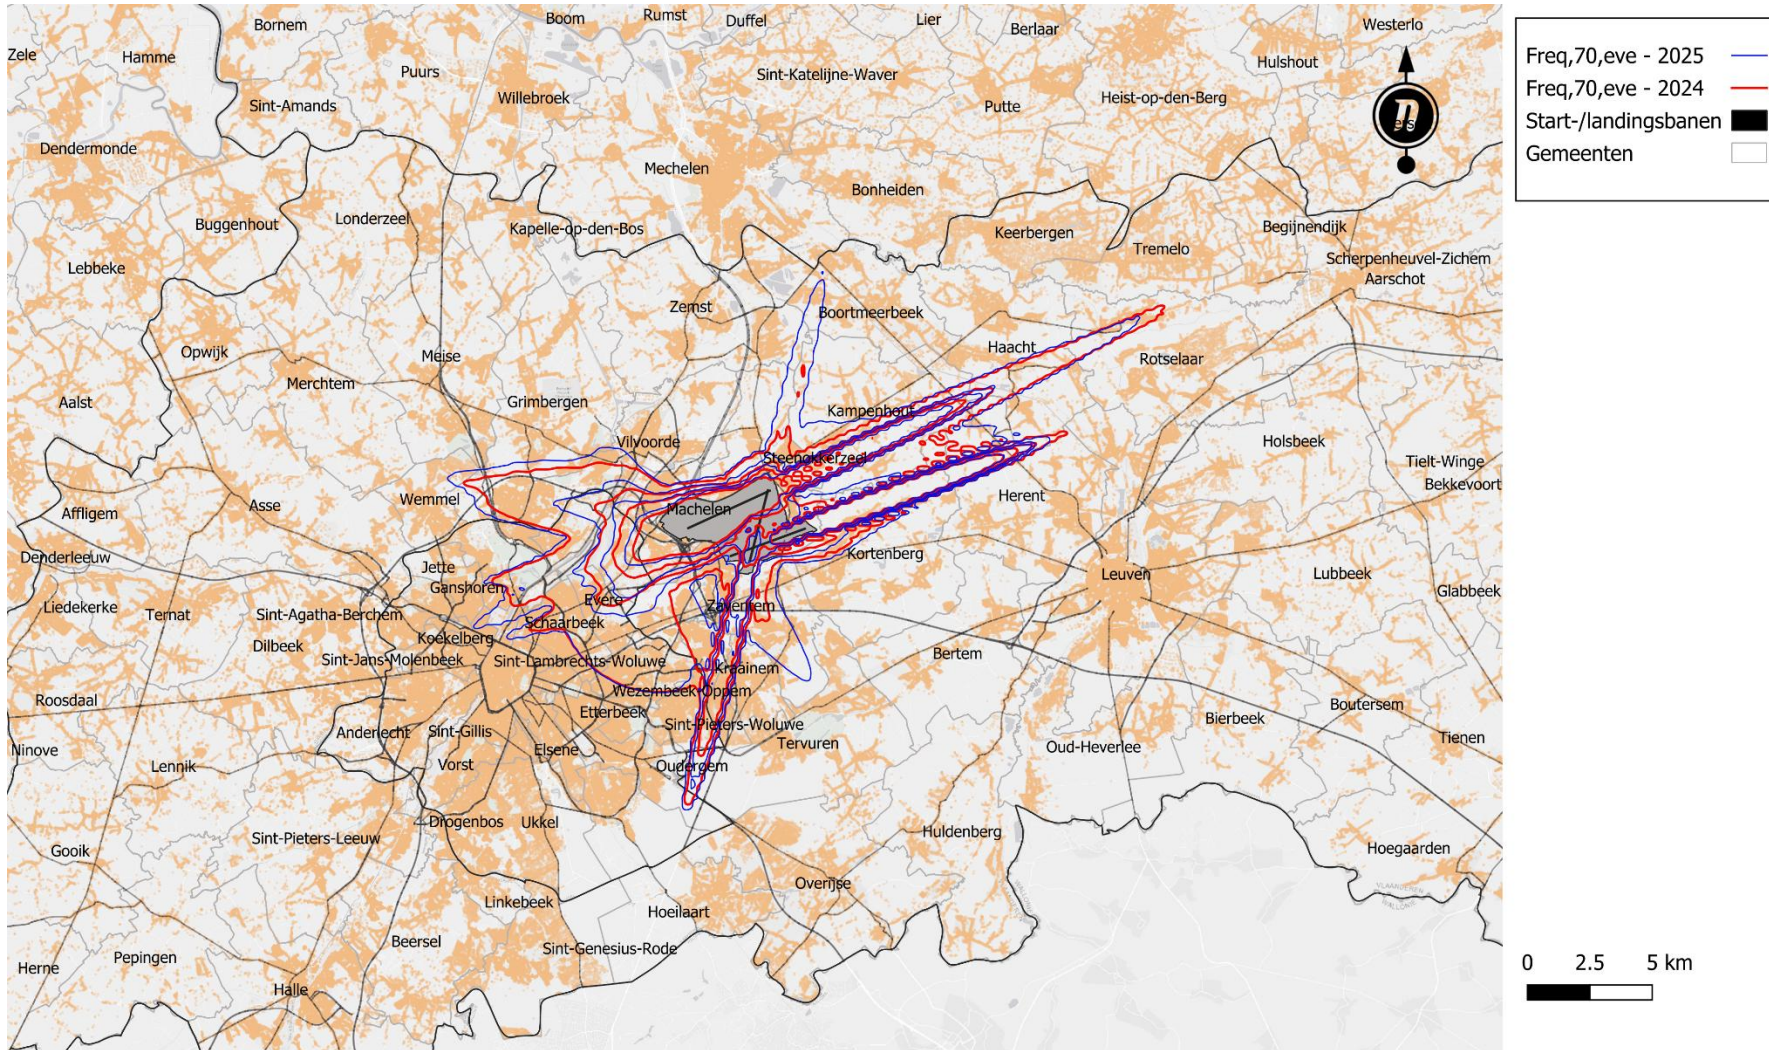 Bornem
Boom
Rumst
Duffel
Lier
Berlaar
Westerlo
Zele
Hamme
Puurs
Sint-Katelijne-Waver
Hulshout
Sint-Amands
Willebroek
Putte
Heist-op-den-Berg
Dendermonde
Mechelen
Bonheiden
Buggenhout
Londerzeel
Kapelle-op-den-Bos
Keerbergen
Tremelo
Begijnendijk
Scherpenheuvel-Zichem
Aarschot
Lebbeke
Zemst
Boortmeerbeek
Opwijk
Meise
Haacht
Rotselaar
Merchtem
Aalst
Grimbergen
Kampenhout
Vilvoorde
Steenokkerzeel
Holsbeek
Tielt-Winge
Bekkevoort
Wemmel
Asse
Affligem
Machelen
Herent
Denderleeuw
Jette
Ganshoren
Kortenberg
Leuven
Lubbeek
Glabbeek
Liedekerke
Ternat
Sint-Agatha-Berchem
Evere
Zaventem
Schaarbeek
Koekelberg
Dilbeek
Sint-Jans-Molenbeek
Sint-Lambrechts-Woluwe
Kraainem
Bertem
Roosdaal
Wezembeek-Oppem
Etterbeek
Sint-Pieters-Woluwe
Bierbeek
Boutersem
Anderlecht
Sint-Gillis
Elsene
Tervuren
Oud-Heverlee
Tienen
Ninove
Lennik
Vorst
Oudergem
Drogenbos
Ukkel
Sint-Pieters-Leeuw
Huldenberg
Gooik
Hoegaarden
Overijse
VLAANDEREN
WALLONIE
Linkebeek
Hoeilaart
Beersel
Sint-Genesius-Rode
Pepingen
Herne
Halle
Freq,70,eve - 2025
Freq,70,eve - 2024
Start-/landingsbanen
Gemeenten
0 2.5 5 km